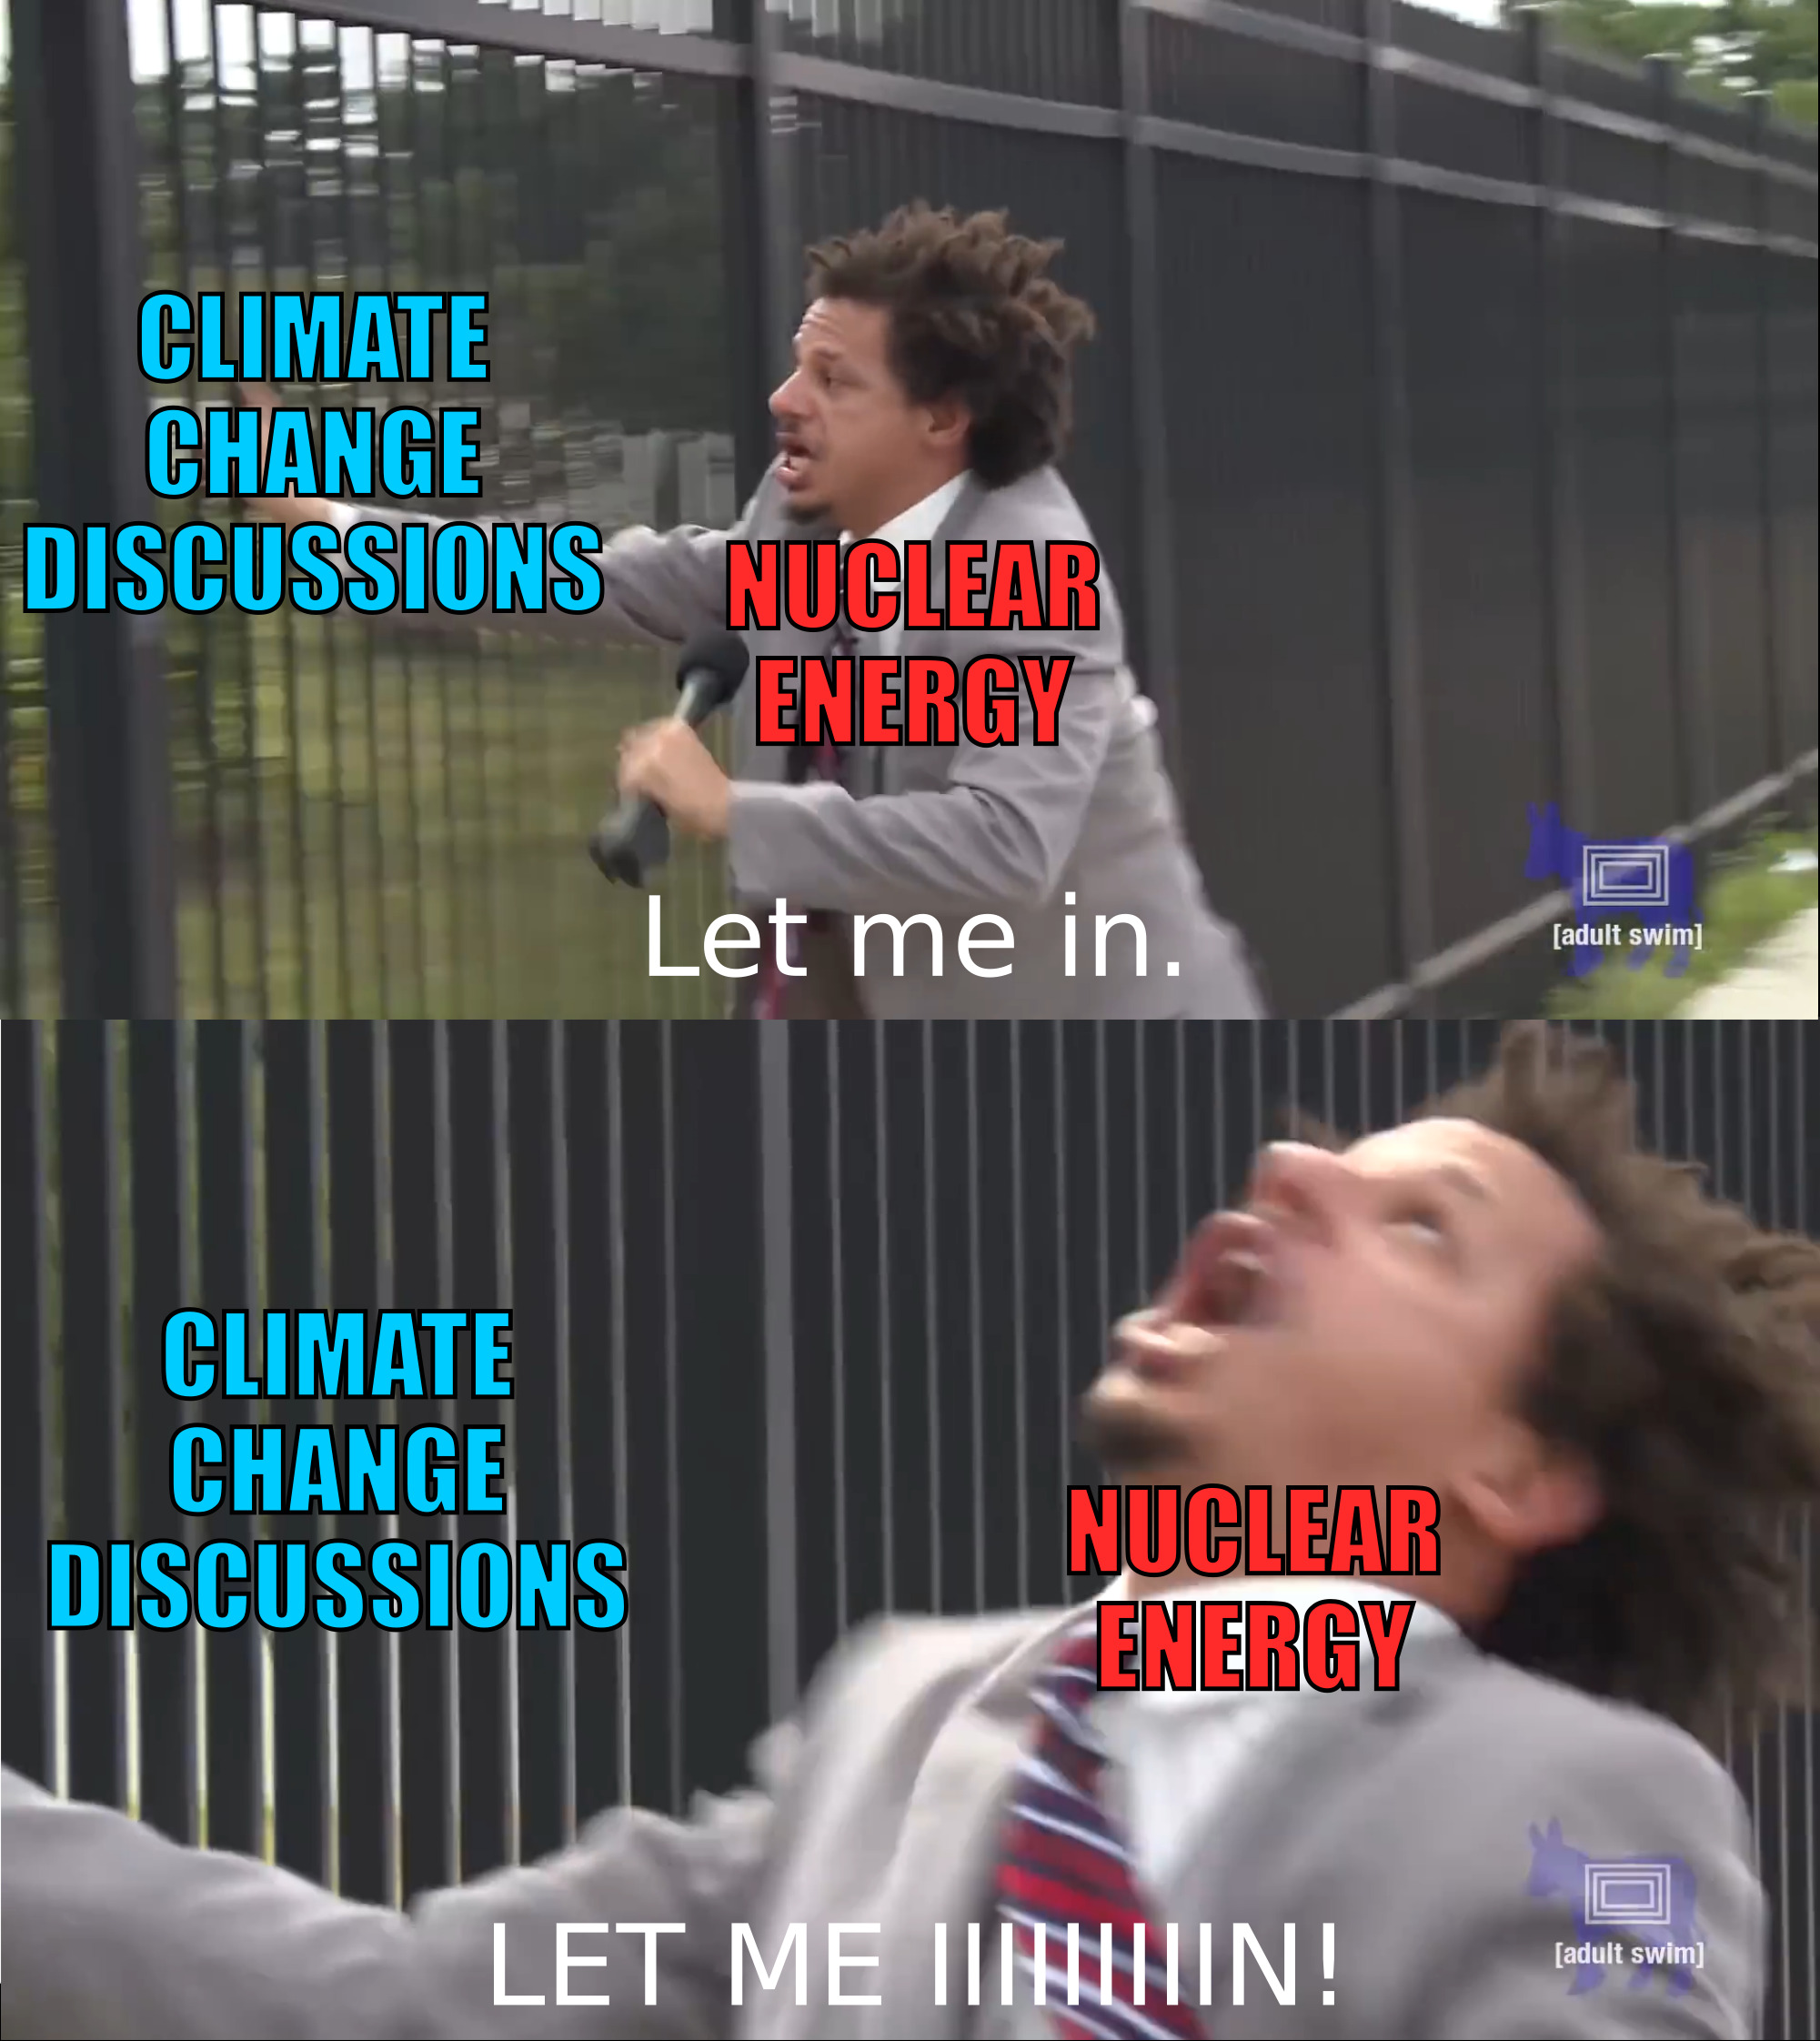 CLIMATE
CHANGE
DISCUSSIONS
NUCLEAR
ENERGY
Let me in.
[adult swim]
CLIMATE
CHANGE
DISCUSSIONS
NUCLEAR
ENERGY
LET ME IIIIIIIIIN!
[adult swim]